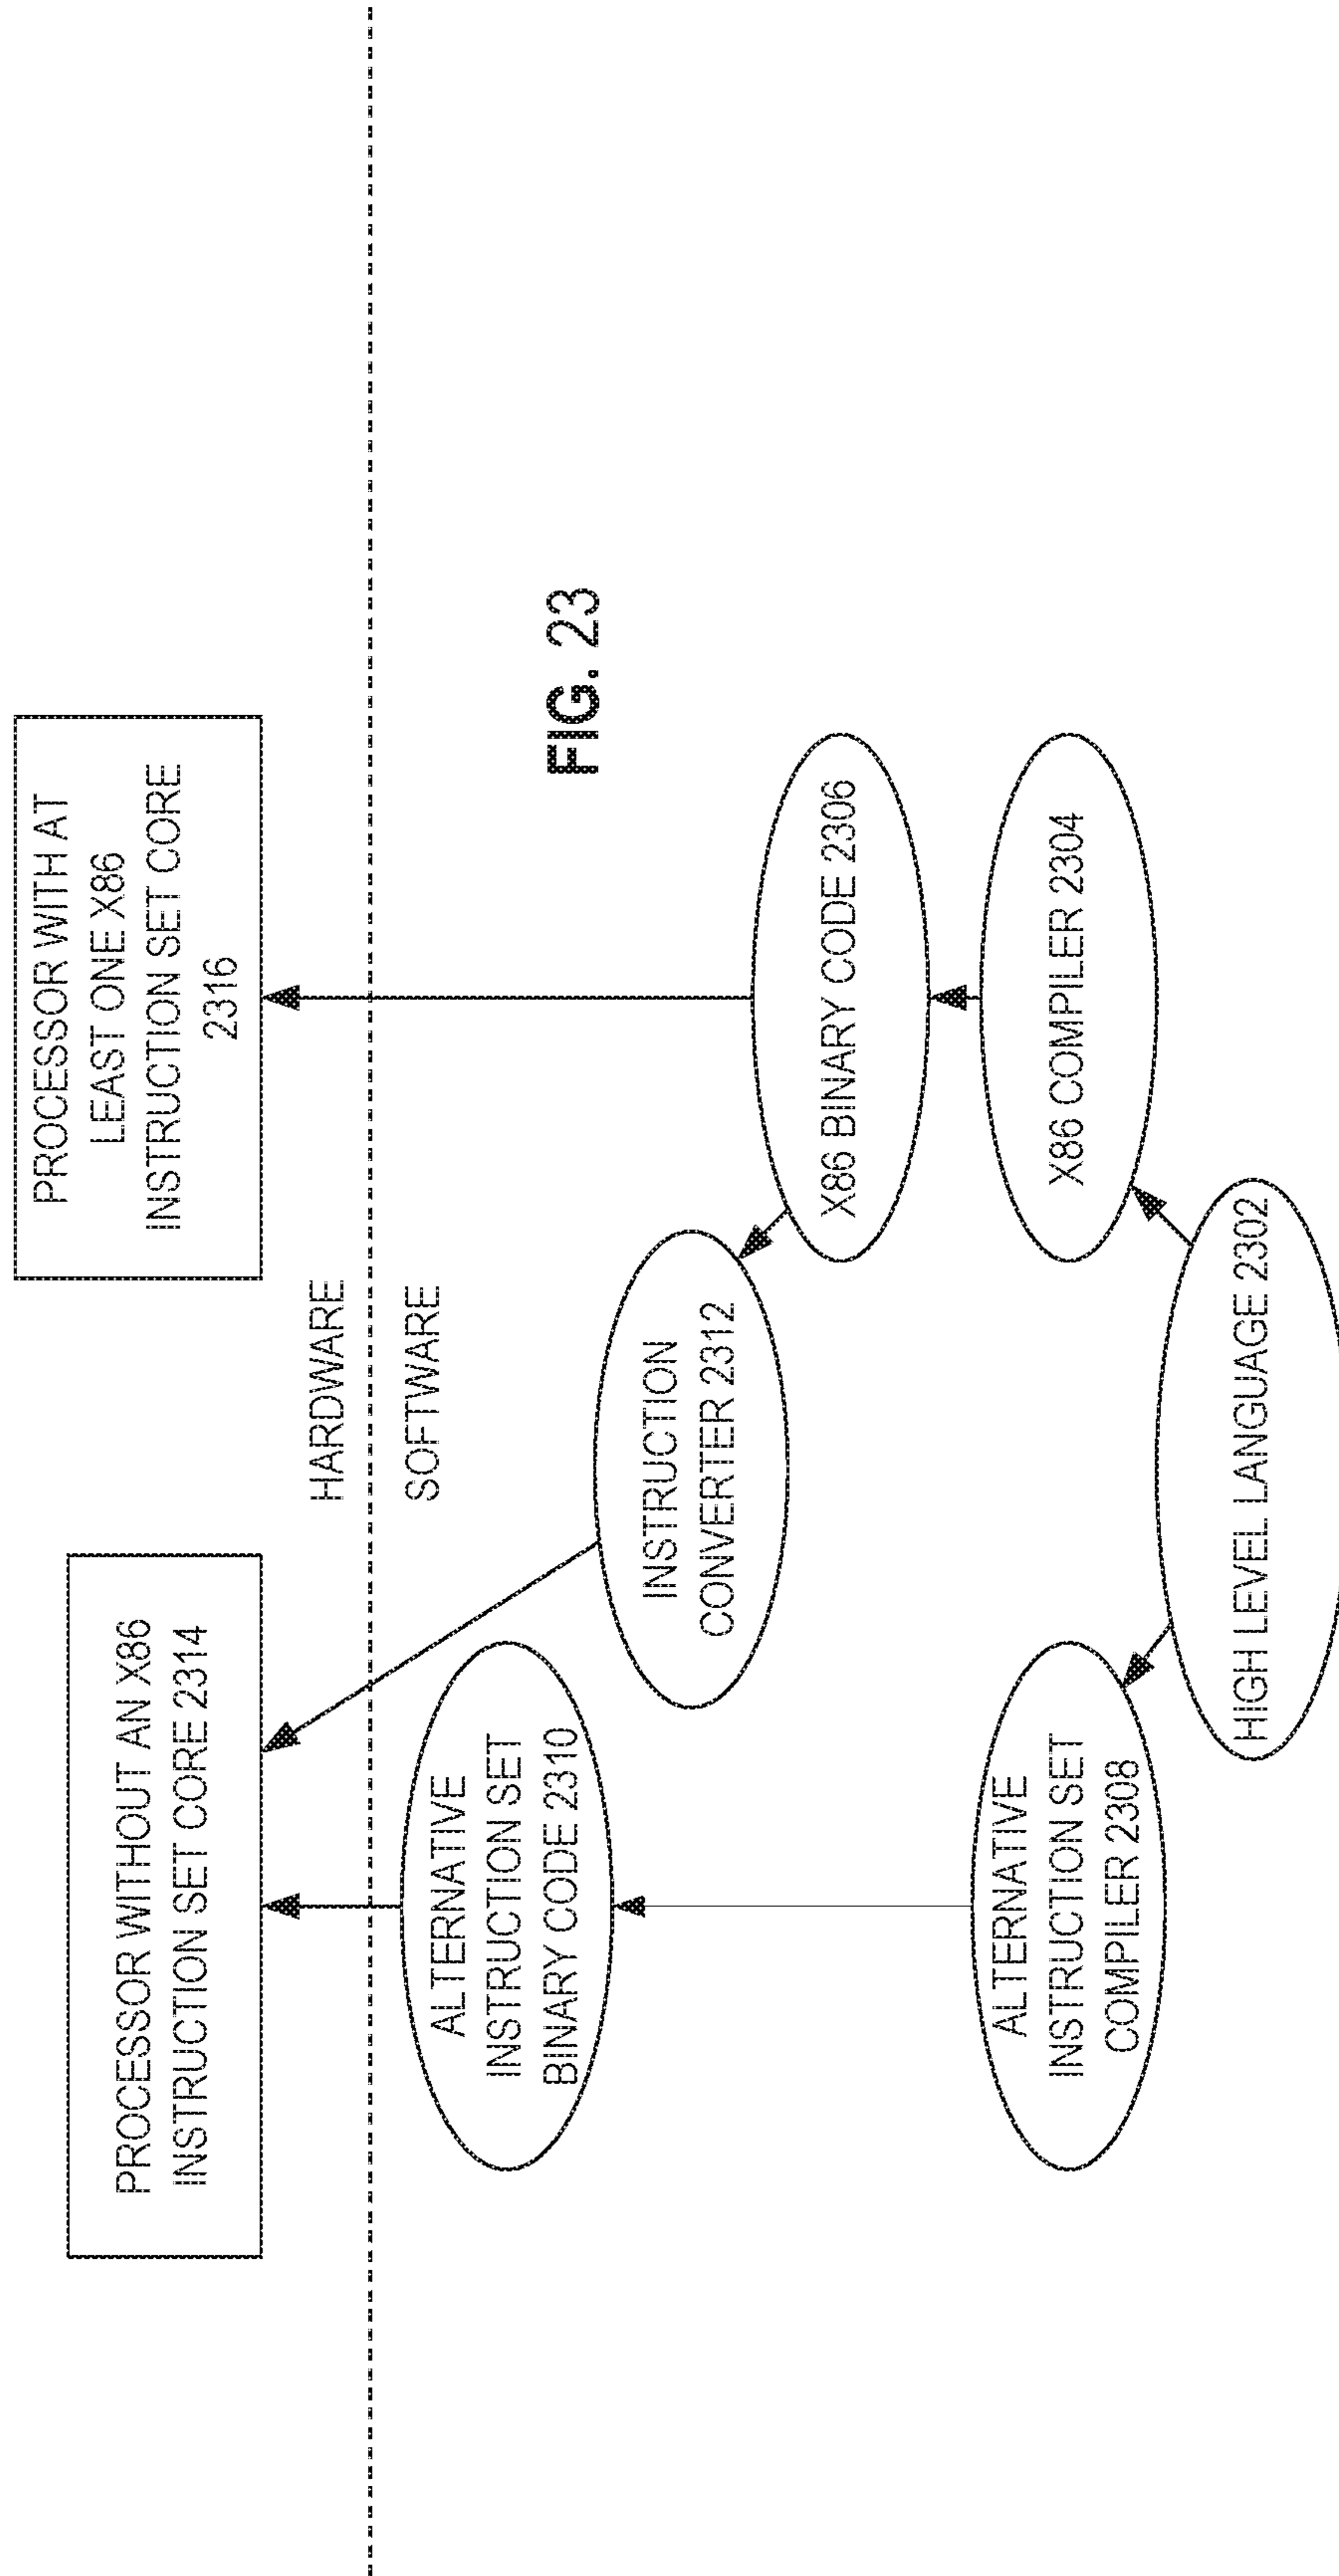 PROCESSOR WITHOUT AN X86
INSTRUCTION SET CORE 2314
PROCESSOR WITH AT
LEAST ONE X86
INSTRUCTION SET CORE
2316
HARDWARE
SOFTWARE
ALTERNATIVE
INSTRUCTION SET
BINARY CODE 2310
INSTRUCTION
CONVERTER 2312
FIG. 23
X86 BINARY CODE 2306
ALTERNATIVE
INSTRUCTION SET
COMPILER 2308
X86 COMPILER 2304
HIGH LEVEL LANGUAGE 2302